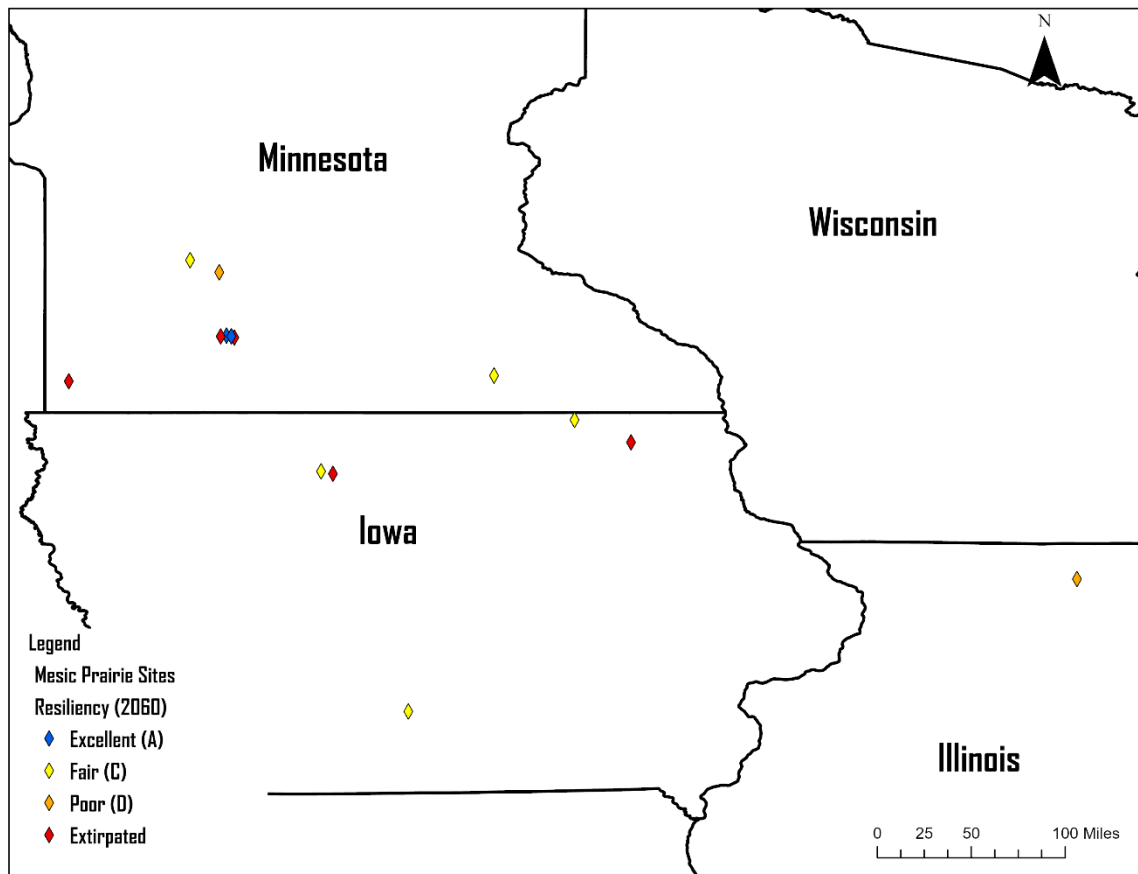 N
Minnesota
Wisconsin
Iowa
Illinois
Legend
Mesic Prairie Sites
Resiliency (2060)
Excellent (A)
Fair (C)
Poor (D)
Extirpated
0 25 50 100 Miles